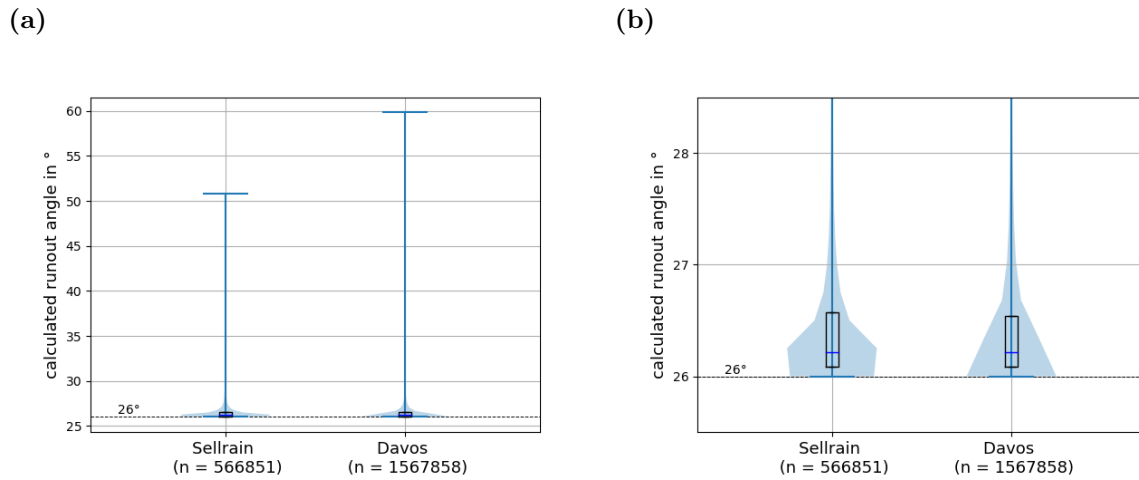 (a)
calculated runout angle in °
60
55
50
45
40
35
30
25
26°
Sellrain
(n = 566851)
Davos
(n = 1567858)
(b)
calculated runout angle in °
28
27
26
26°
Sellrain
(n = 566851)
Davos
(n = 1567858)